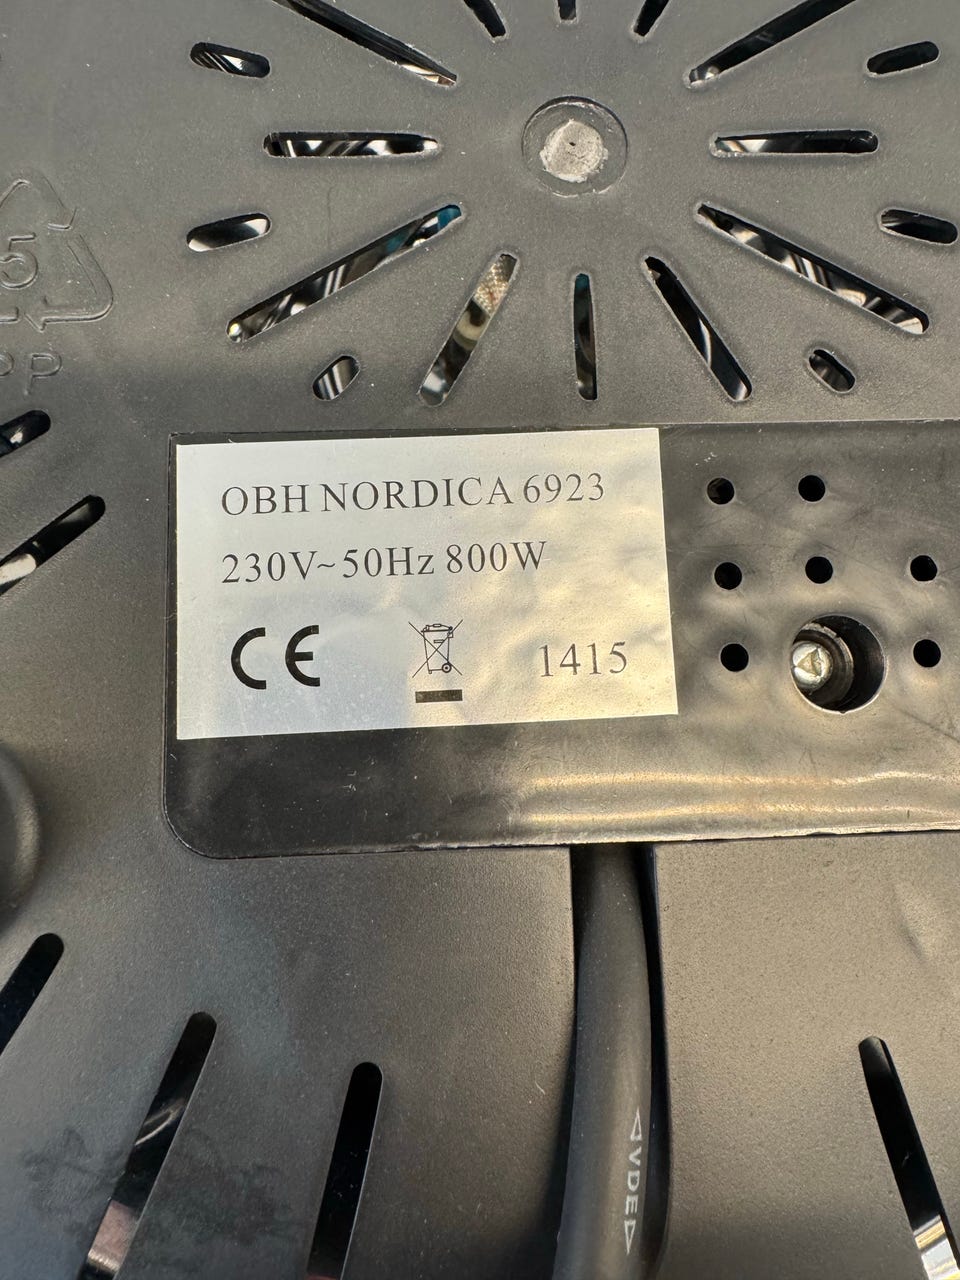 5
PP
OBH NORDICA 6923
230V~50Hz 800W
CE
1415
◁VDE▷